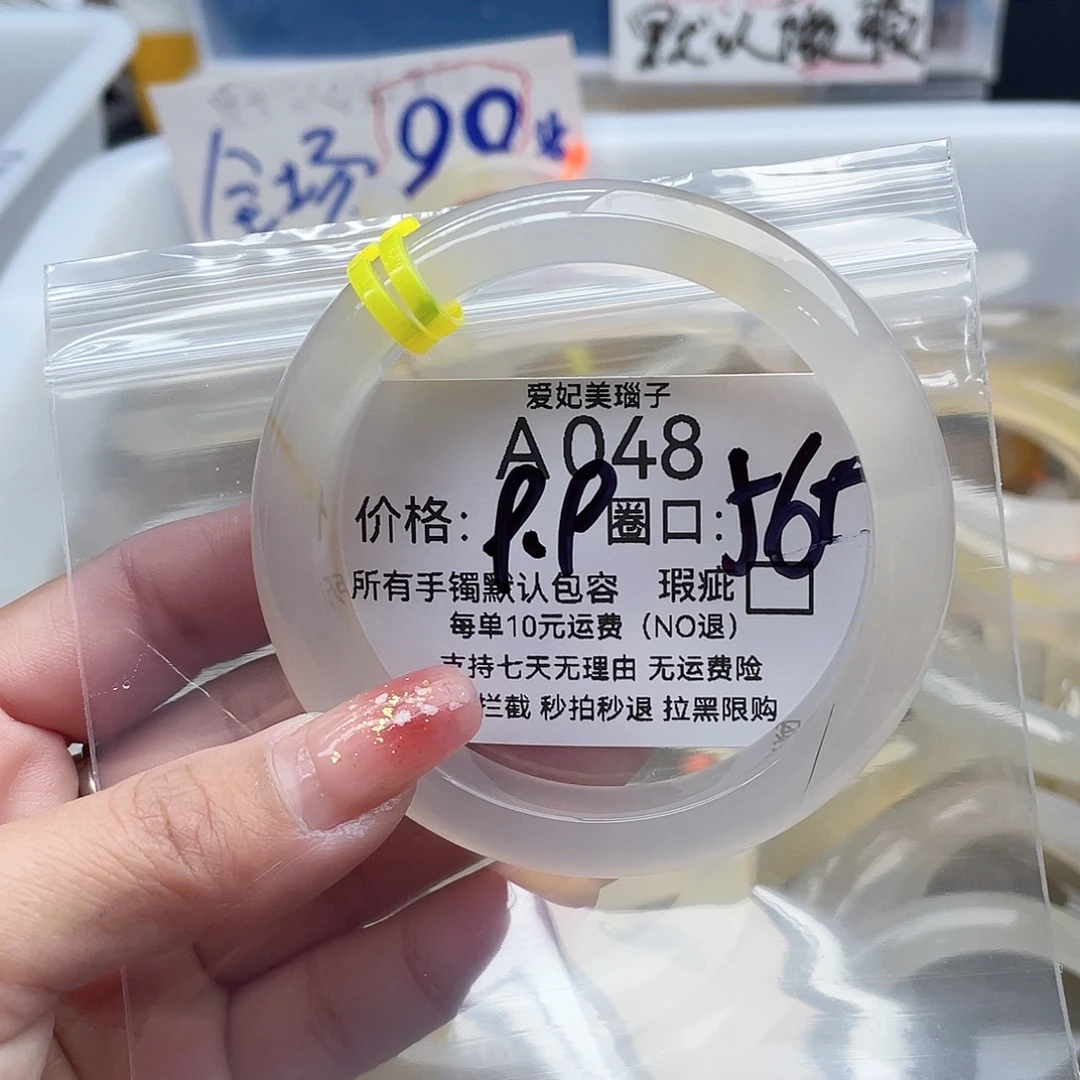 默认隐藏
全场90业
爱妃美瑙子
A048
价格：P.P 圈口：565
所有手镯默认包容 瑕疵
每单10元运费（NO退）
支持七天无理由 无运费险
拦截 秒拍秒退 拉黑限购